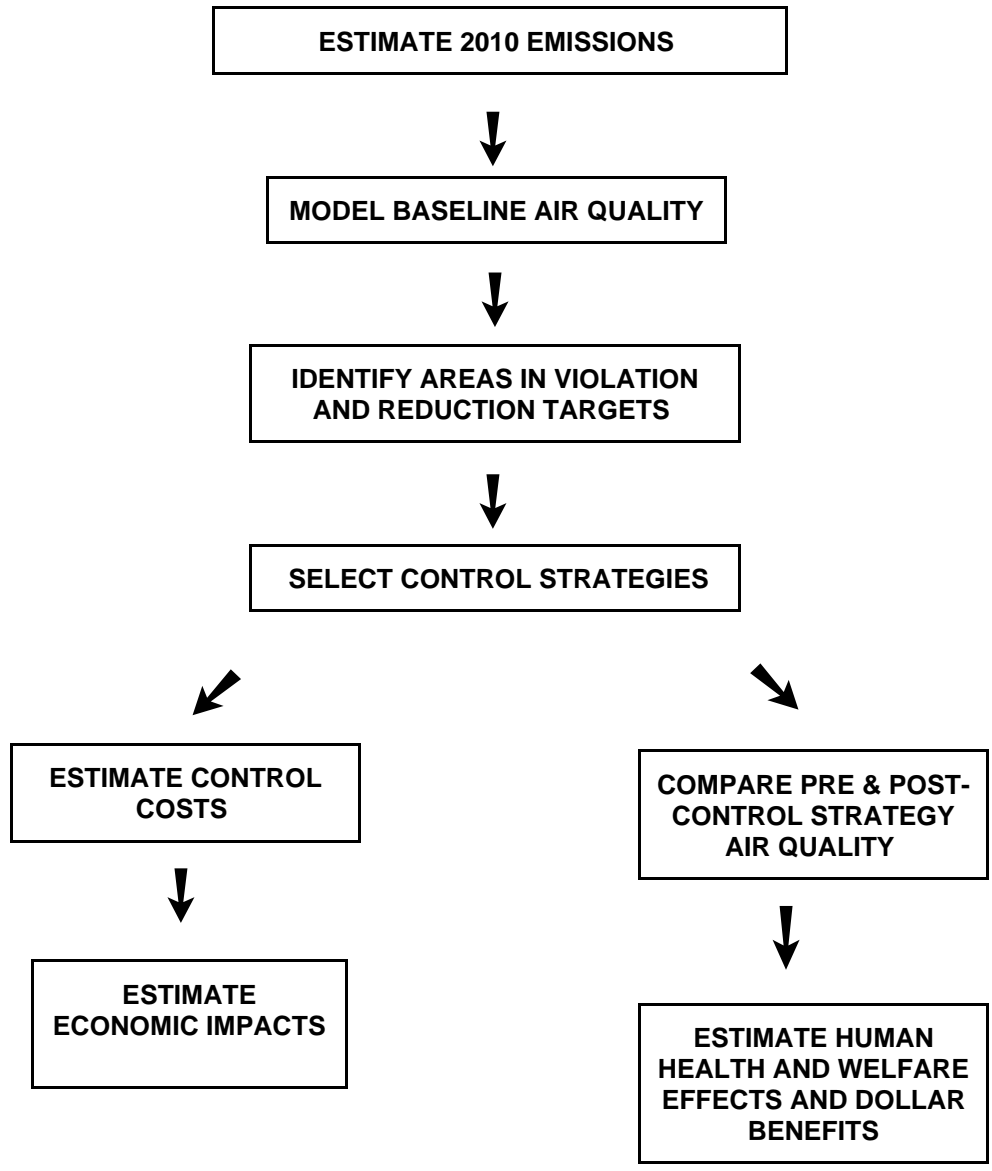 ESTIMATE 2010 EMISSIONS
MODEL BASELINE AIR QUALITY
IDENTIFY AREAS IN VIOLATION
AND REDUCTION TARGETS
SELECT CONTROL STRATEGIES
ESTIMATE CONTROL
COSTS
ESTIMATE
ECONOMIC IMPACTS
COMPARE PRE & POST-
CONTROL STRATEGY
AIR QUALITY
ESTIMATE HUMAN
HEALTH AND WELFARE
EFFECTS AND DOLLAR
BENEFITS